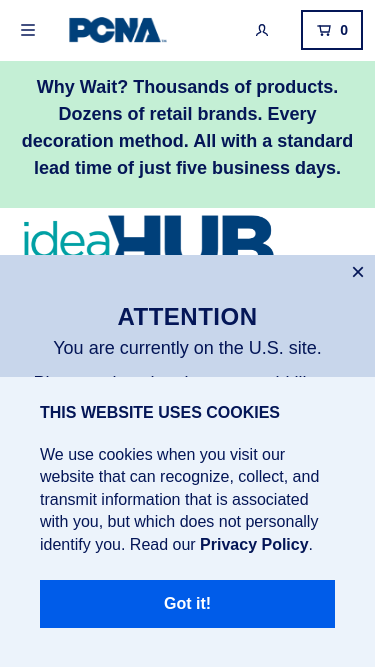 PCNA
0
Why Wait? Thousands of products.
Dozens of retail brands. Every
decoration method. All with a standard
lead time of just five business days.
ideaHUB
ATTENTION
You are currently on the U.S. site.
THIS WEBSITE USES COOKIES
We use cookies when you visit our
website that can recognize, collect, and
transmit information that is associated
with you, but which does not personally
identify you. Read our Privacy Policy.
Got it!